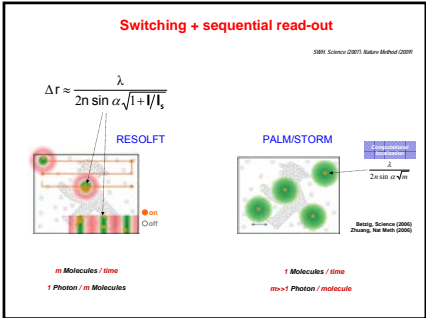 Switching + sequential read-out
SWH. Science (2007). Nature Method (2009)
Δr ≈ λ / 2n sin α √1 + I/Is
RESOLFT
PALM/STORM
Computational
localization
λ / 2n sin α √m
on
off
Betzig, Science (2006)
Zhuang, Nat Meth (2006)
m Molecules / time
1 Photon / m Molecules
1 Molecules / time
m>>1 Photon / molecule